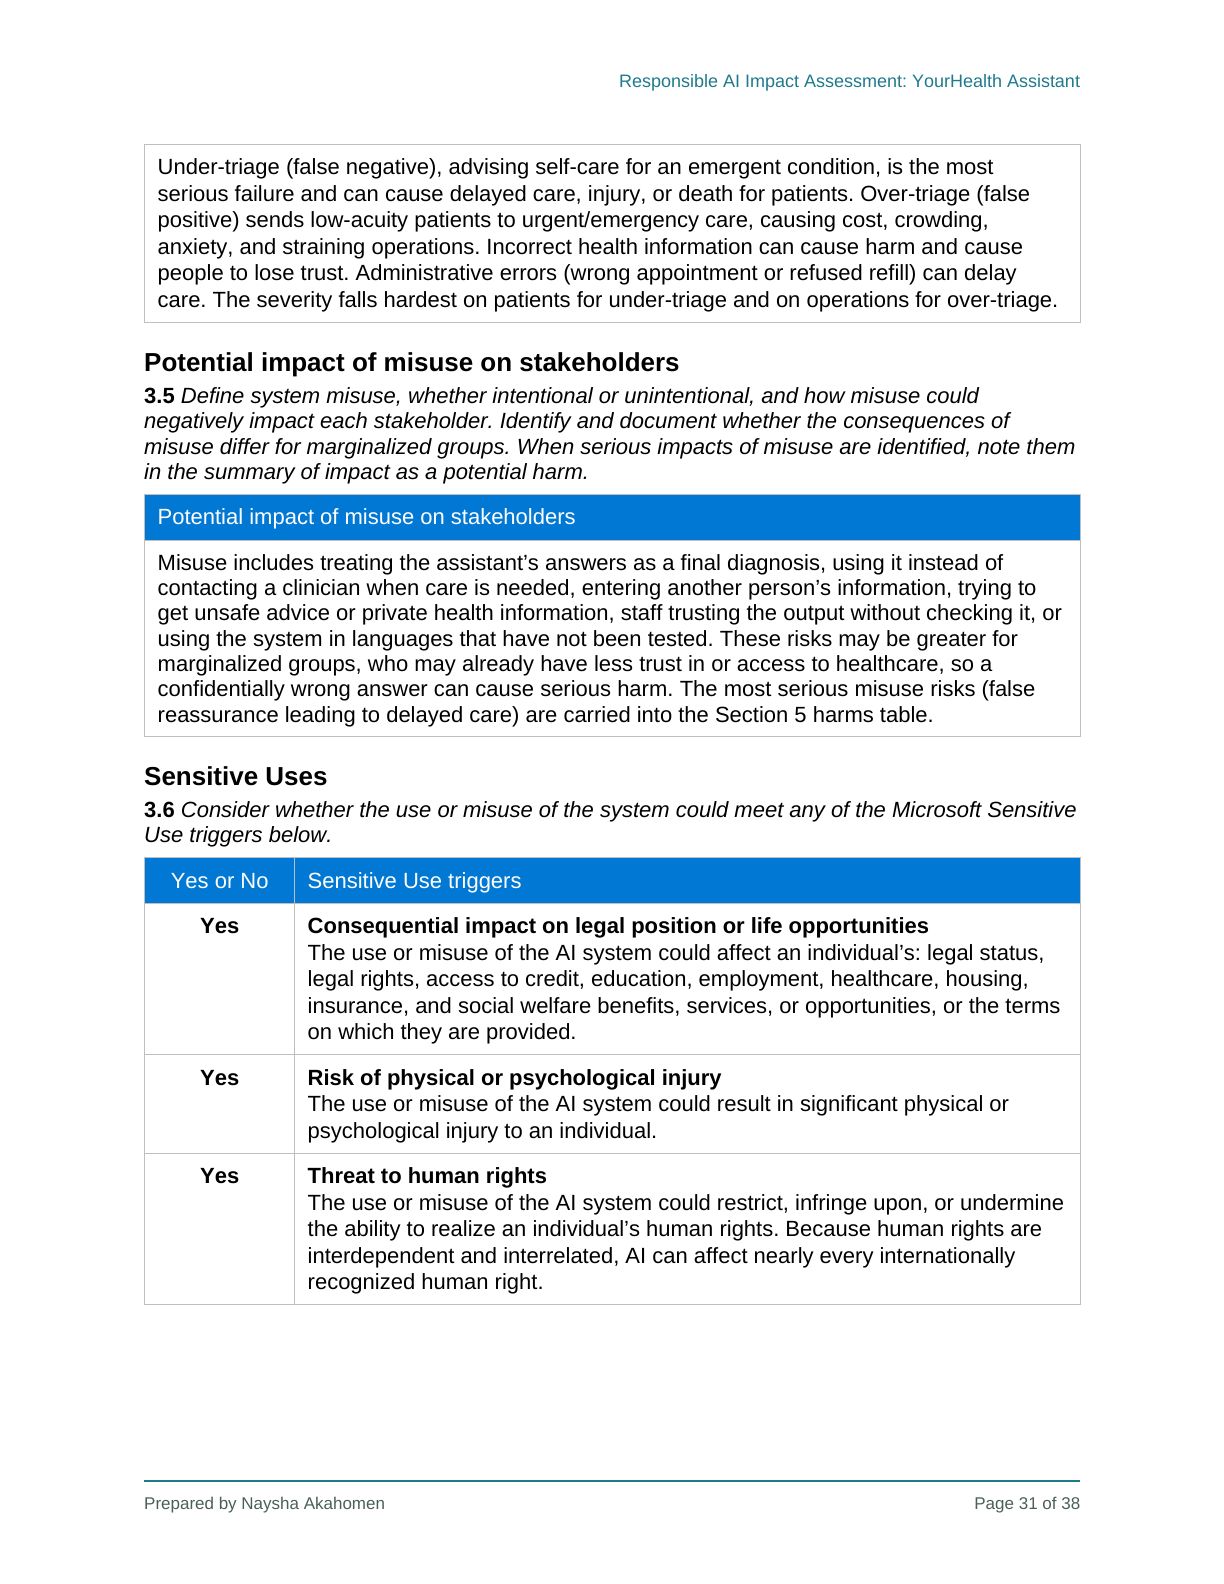 Responsible AI Impact Assessment: YourHealth Assistant
Under-triage (false negative), advising self-care for an emergent condition, is the most
serious failure and can cause delayed care, injury, or death for patients. Over-triage (false
positive) sends low-acuity patients to urgent/emergency care, causing cost, crowding,
anxiety, and straining operations. Incorrect health information can cause harm and cause
people to lose trust. Administrative errors (wrong appointment or refused refill) can delay
care. The severity falls hardest on patients for under-triage and on operations for over-triage.
Potential impact of misuse on stakeholders
3.5 Define system misuse, whether intentional or unintentional, and how misuse could
negatively impact each stakeholder. Identify and document whether the consequences of
misuse differ for marginalized groups. When serious impacts of misuse are identified, note them
in the summary of impact as a potential harm.
Potential impact of misuse on stakeholders
Misuse includes treating the assistant’s answers as a final diagnosis, using it instead of
contacting a clinician when care is needed, entering another person’s information, trying to
get unsafe advice or private health information, staff trusting the output without checking it, or
using the system in languages that have not been tested. These risks may be greater for
marginalized groups, who may already have less trust in or access to healthcare, so a
confidentially wrong answer can cause serious harm. The most serious misuse risks (false
reassurance leading to delayed care) are carried into the Section 5 harms table.
Sensitive Uses
3.6 Consider whether the use or misuse of the system could meet any of the Microsoft Sensitive
Use triggers below.
Yes or No Sensitive Use triggers
Yes Consequential impact on legal position or life opportunities
The use or misuse of the AI system could affect an individual’s: legal status,
legal rights, access to credit, education, employment, healthcare, housing,
insurance, and social welfare benefits, services, or opportunities, or the terms
on which they are provided.
Yes Risk of physical or psychological injury
The use or misuse of the AI system could result in significant physical or
psychological injury to an individual.
Yes Threat to human rights
The use or misuse of the AI system could restrict, infringe upon, or undermine
the ability to realize an individual’s human rights. Because human rights are
interdependent and interrelated, AI can affect nearly every internationally
recognized human right.
Prepared by Naysha Akahomen Page 31 of 38